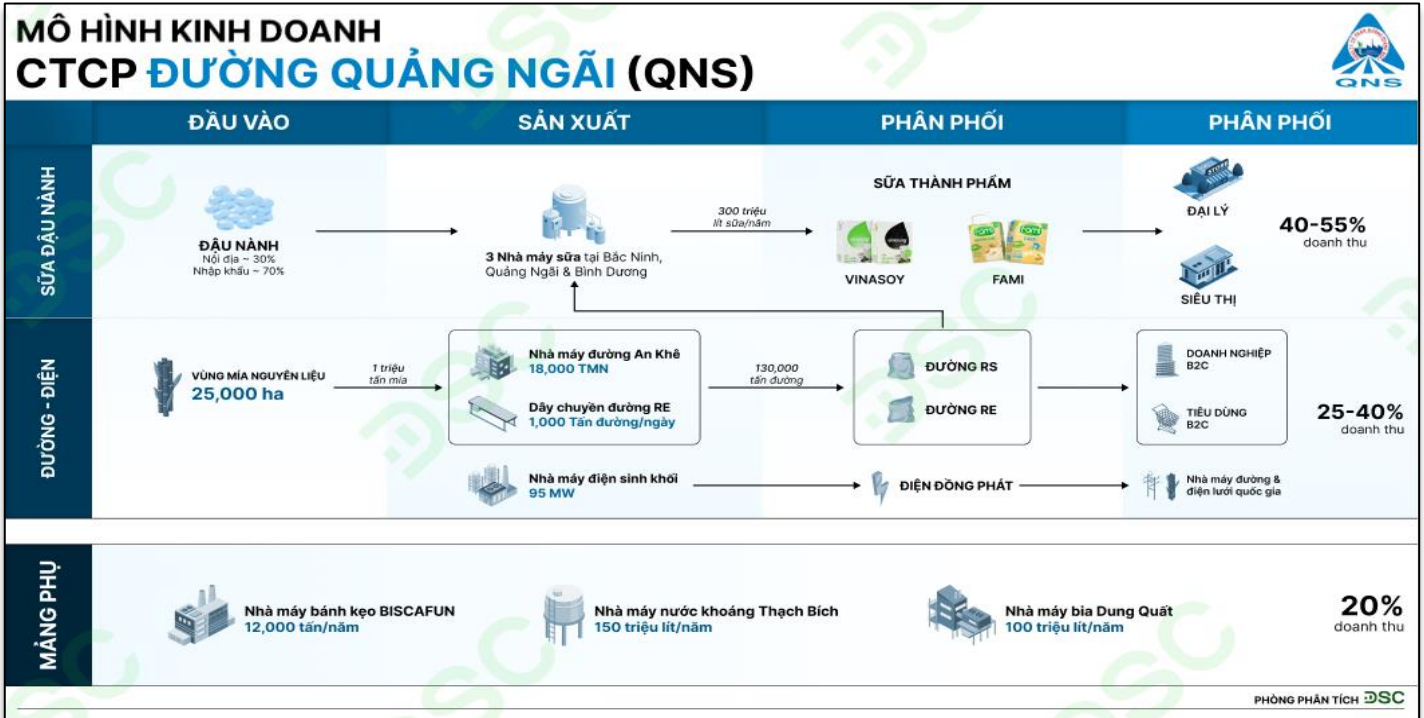 MÔ HÌNH KINH DOANH
CTCP ĐƯỜNG QUẢNG NGÃI (QNS)
QNS
ĐẦU VÀO
SẢN XUẤT
PHÂN PHỐI
PHÂN PHỐI
SỮA ĐẬU NÀNH
ĐẬU NÀNH
Nội địa ~ 30%
Nhập khẩu ~ 70%
3 Nhà máy sữa tại Bắc Ninh,
Quảng Ngãi & Bình Dương
300 triệu
lít sữa/năm
SỮA THÀNH PHẨM
VINASOY
FAMI
ĐẠI LÝ
SIÊU THỊ
40-55%
doanh thu
ĐƯỜNG - ĐIỆN
VÙNG MÍA NGUYÊN LIỆU
25,000 ha
1 triệu
tấn mía
Nhà máy đường An Khê
18,000 TMN
Dây chuyền đường RE
1,000 Tấn đường/ngày
130,000
tấn đường
ĐƯỜNG RS
ĐƯỜNG RE
DOANH NGHIỆP
B2C
TIÊU DÙNG
B2C
25-40%
doanh thu
Nhà máy điện sinh khối
95 MW
ĐIỆN ĐỒNG PHÁT
Nhà máy đường &
điện lưới quốc gia
MẢNG PHỤ
Nhà máy bánh kẹo BISCAFUN
12,000 tấn/năm
Nhà máy nước khoáng Thạch Bích
150 triệu lít/năm
Nhà máy bia Dung Quất
100 triệu lít/năm
20%
doanh thu
PHÒNG PHÂN TÍCH DSC